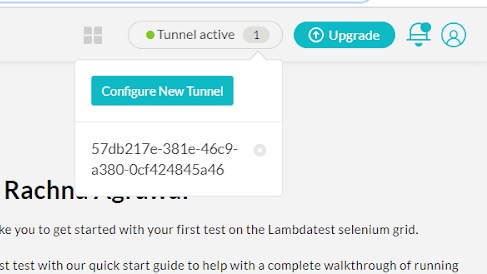 Tunnel active 1
Upgrade
Configure New Tunnel
57db217e-381e-46c9-
a380-0cf424845a46
Rachna
ke you to get started with your first test on the Lambdatest selenium grid.
st test with our quick start guide to help with a complete walkthrough of running